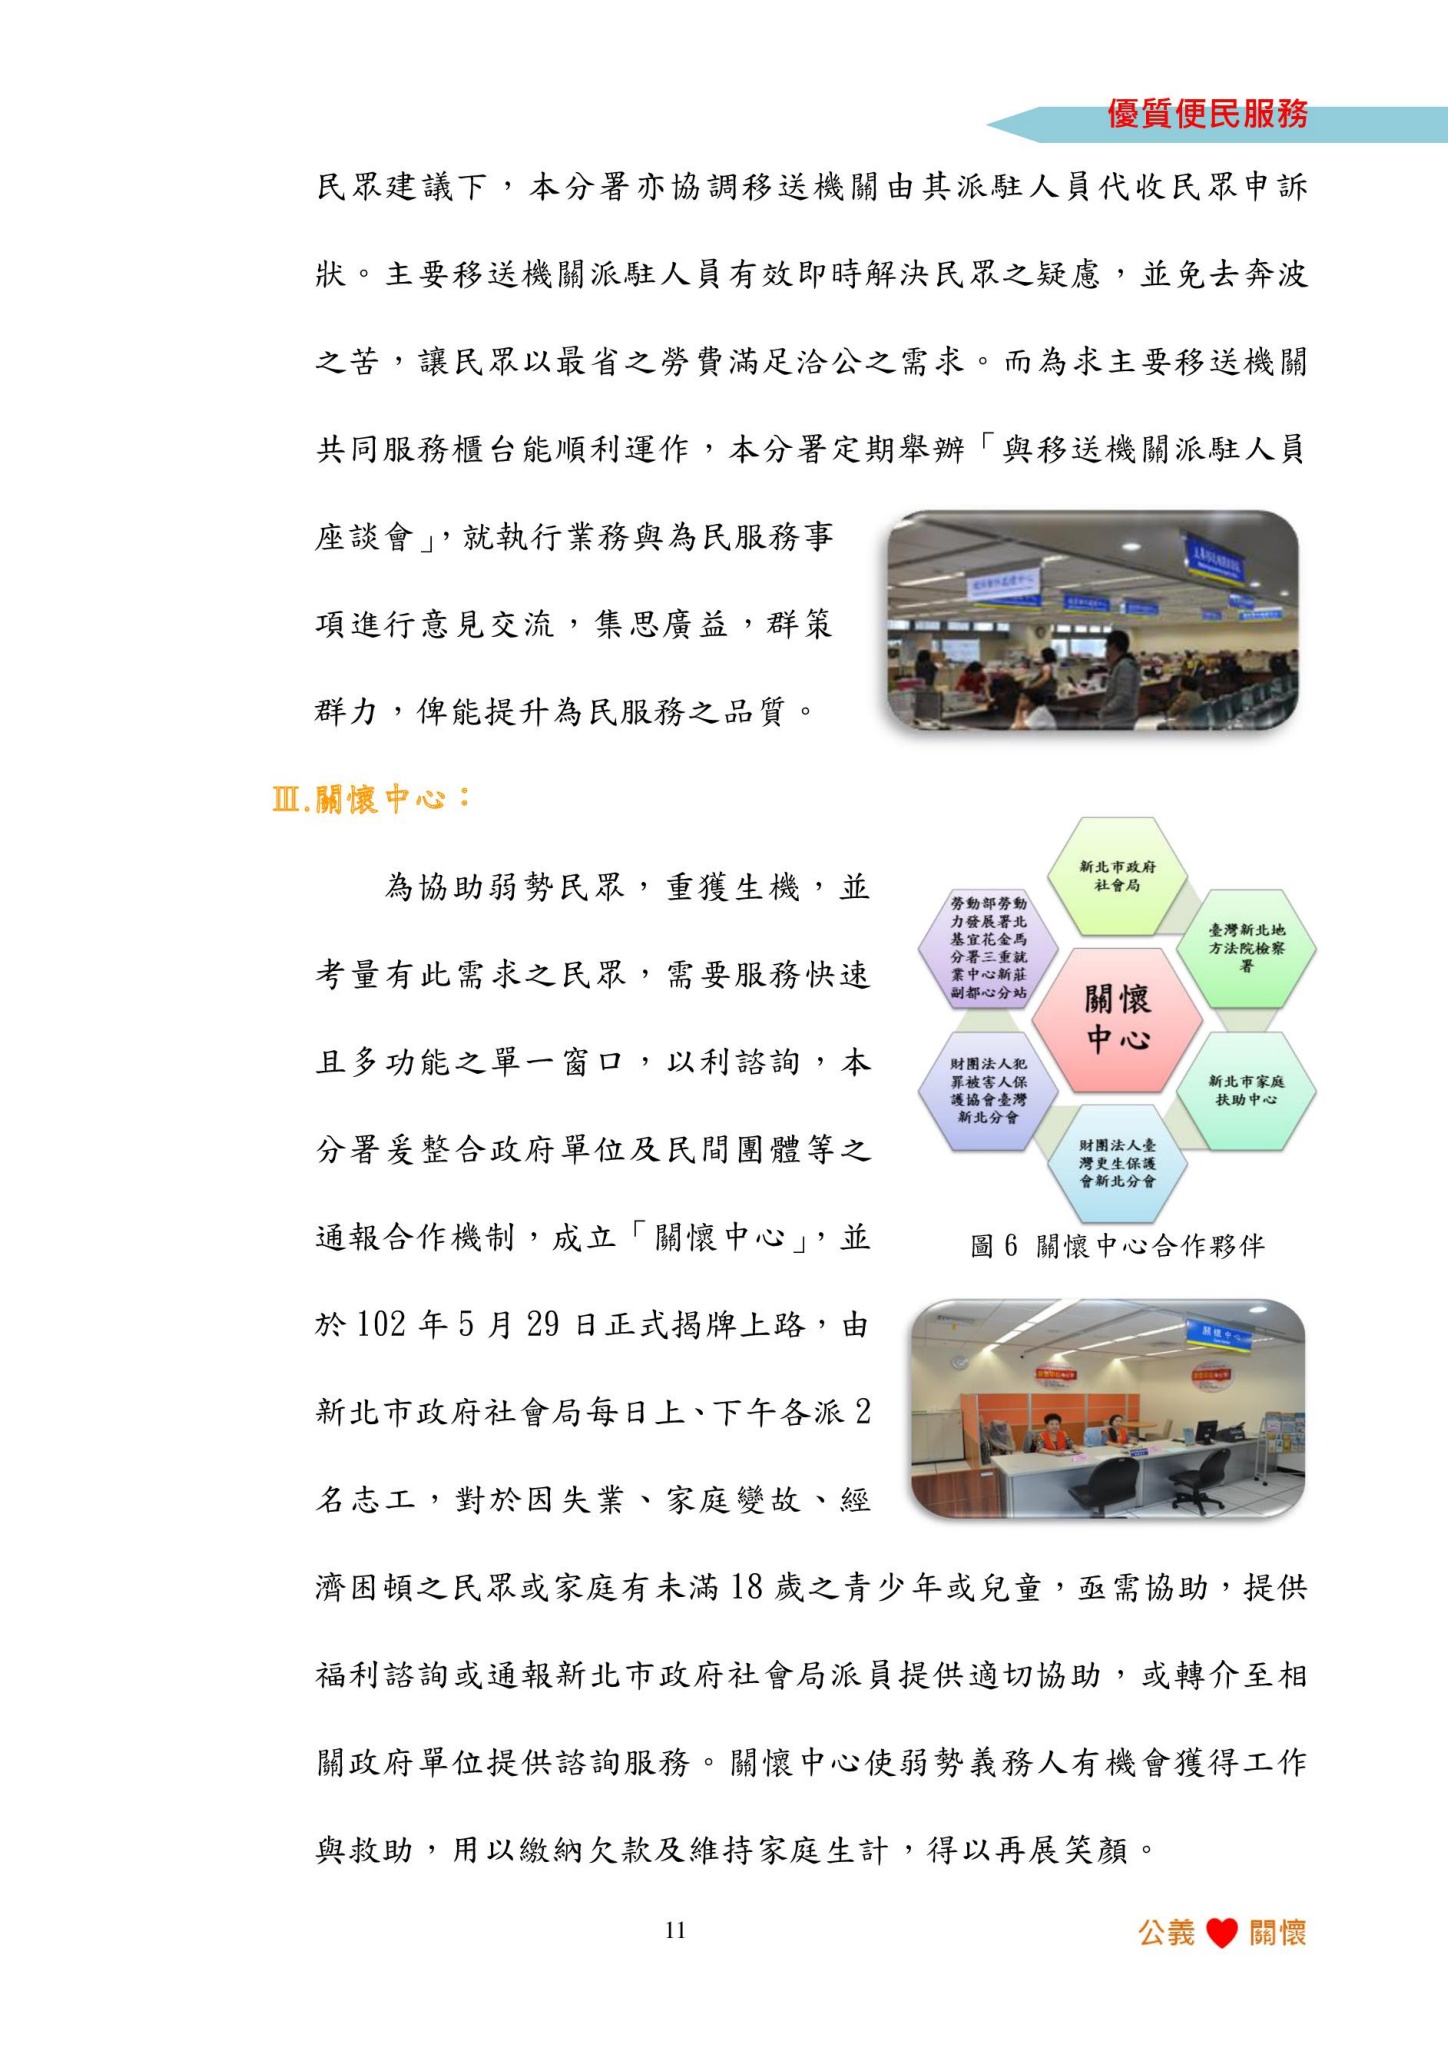 優質便民服務
民眾建議下，本分署亦協調移送機關由其派駐人員代收民眾申訴
狀。主要移送機關派駐人員有效即時解決民眾之疑慮，並免去奔波
之苦，讓民眾以最省之勞費滿足洽公之需求。而為求主要移送機關
共同服務櫃台能順利運作，本分署定期舉辦「與移送機關派駐人員
座談會」，就執行業務與為民服務事
項進行意見交流，集思廣益，群策
群力，俾能提升為民服務之品質。
Ⅲ.關懷中心：
為協助弱勢民眾，重獲生機，並
考量有此需求之民眾，需要服務快速
且多功能之單一窗口，以利諮詢，本
分署爰整合政府單位及民間團體等之
通報合作機制，成立「關懷中心」，並
於 102 年 5 月 29 日正式揭牌上路，由
新北市政府社會局每日上、下午各派 2
名志工，對於因失業、家庭變故、經
濟困頓之民眾或家庭有未滿 18 歲之青少年或兒童，亟需協助，提供
福利諮詢或通報新北市政府社會局派員提供適切協助，或轉介至相
關政府單位提供諮詢服務。關懷中心使弱勢義務人有機會獲得工作
與救助，用以繳納欠款及維持家庭生計，得以再展笑顏。
新北市政府
社會局
臺灣新北地
方法院檢察
署
新北市家庭
扶助中心
財團法人臺
灣更生保護
會新北分會
財團法人犯
罪被害人保
護協會臺灣
新北分會
勞動部勞動
力發展署北
基宜花金馬
分署三重就
業中心新莊
副都心分站
關懷
中心
圖 6 關懷中心合作夥伴
關懷中心
11
公義 關懷